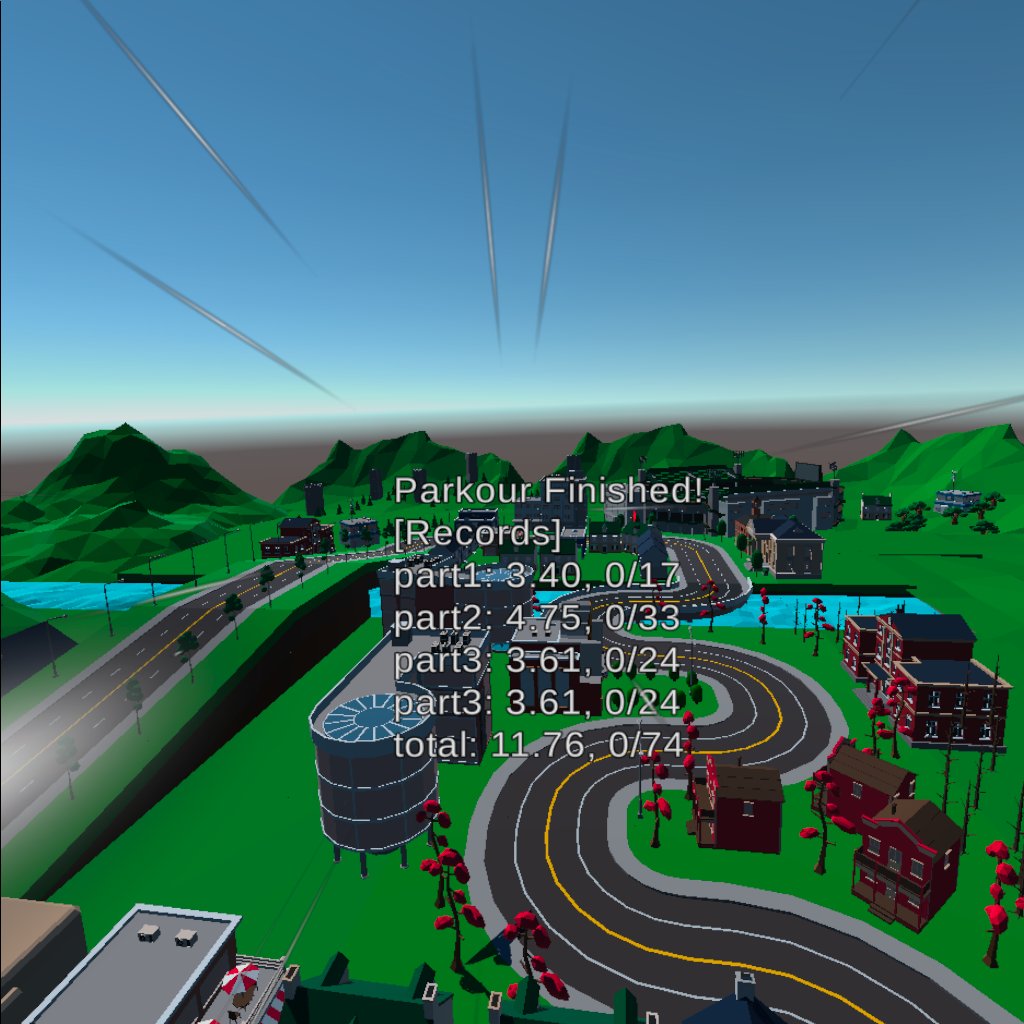 Parkour Finished!
[Records]
part1: 3.40, 0/17
part2: 4.75, 0/33
part3: 3.61, 0/24
part3: 3.61, 0/24
total: 11.76, 0/74